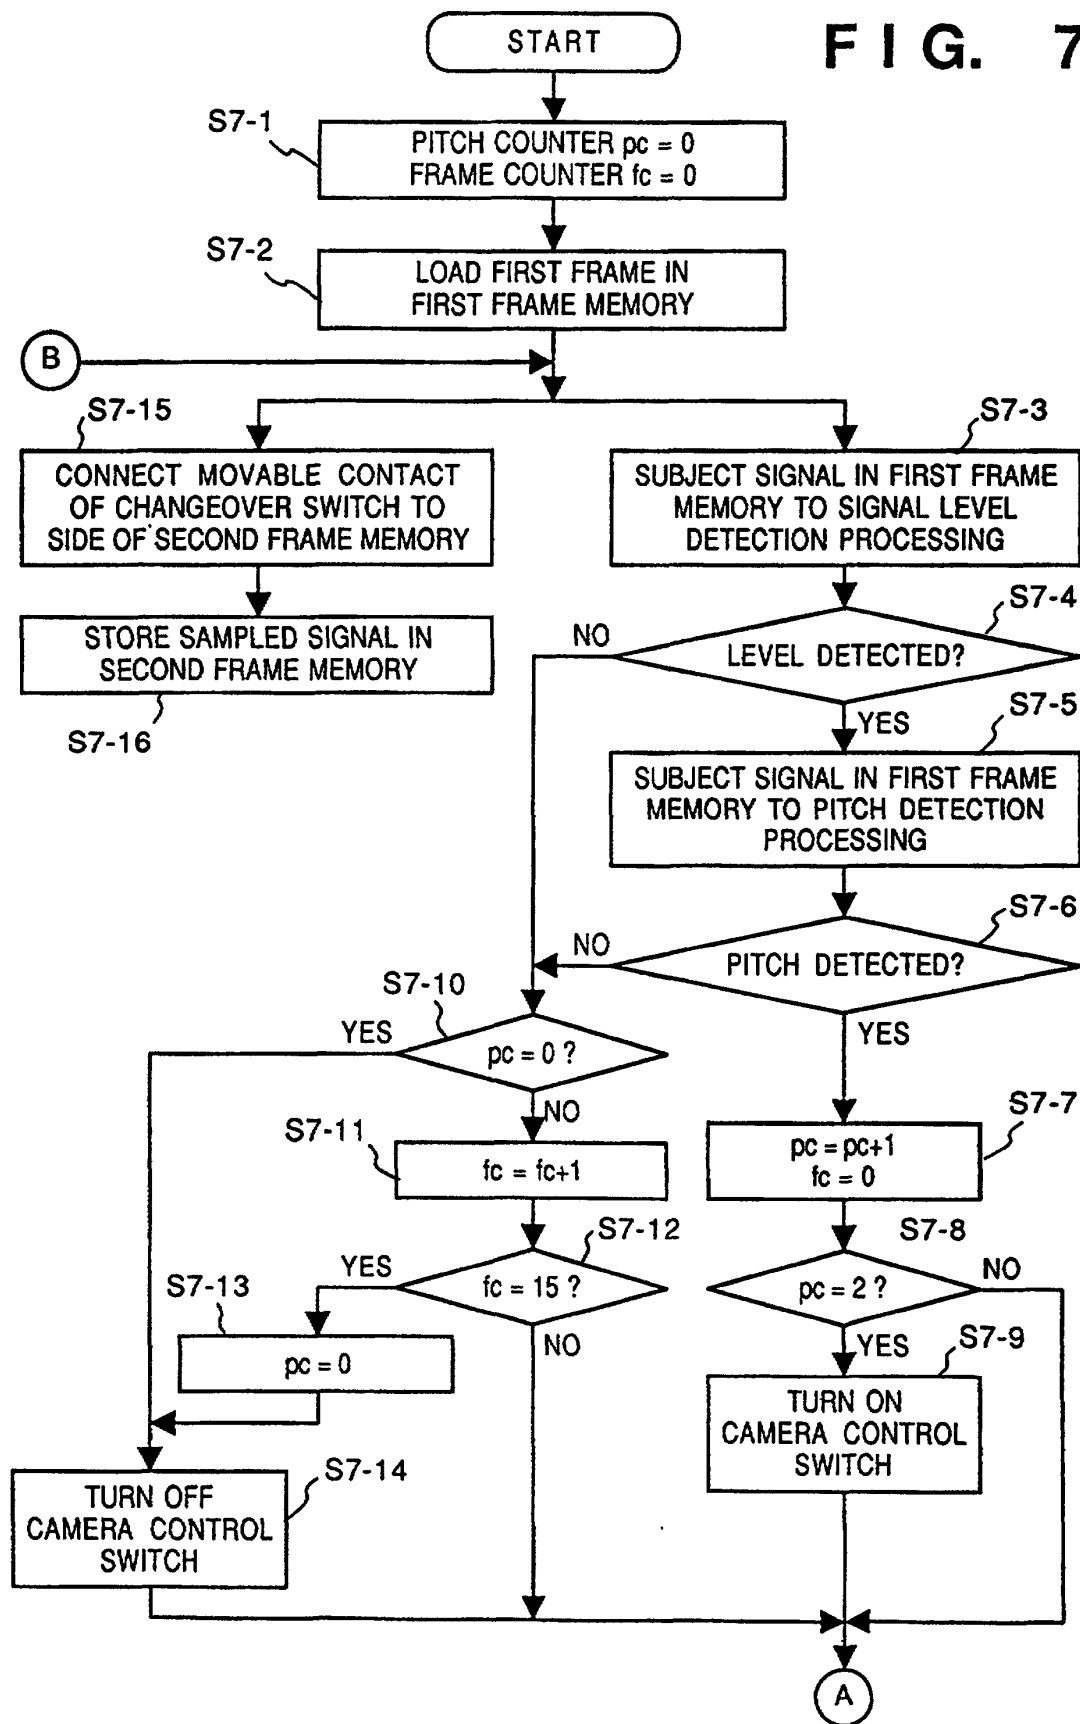 FIG. 7
START
S7-1
PITCH COUNTER pc = 0
FRAME COUNTER fc = 0
S7-2
LOAD FIRST FRAME IN
FIRST FRAME MEMORY
B
S7-15
CONNECT MOVABLE CONTACT
OF CHANGEOVER SWITCH TO
SIDE OF SECOND FRAME MEMORY
S7-3
SUBJECT SIGNAL IN FIRST FRAME
MEMORY TO SIGNAL LEVEL
DETECTION PROCESSING
STORE SAMPLED SIGNAL IN
SECOND FRAME MEMORY
S7-16
S7-4
NO
LEVEL DETECTED?
YES
S7-5
SUBJECT SIGNAL IN FIRST FRAME
MEMORY TO PITCH DETECTION
PROCESSING
S7-6
NO
PITCH DETECTED?
YES
S7-10
YES
pc = 0 ?
NO
S7-11
fc = fc+1
S7-7
pc = pc+1
fc = 0
S7-12
YES
fc = 15 ?
NO
S7-8
pc = 2 ?
NO
YES
S7-13
pc = 0
S7-9
TURN ON
CAMERA CONTROL
SWITCH
S7-14
TURN OFF
CAMERA CONTROL
SWITCH
A